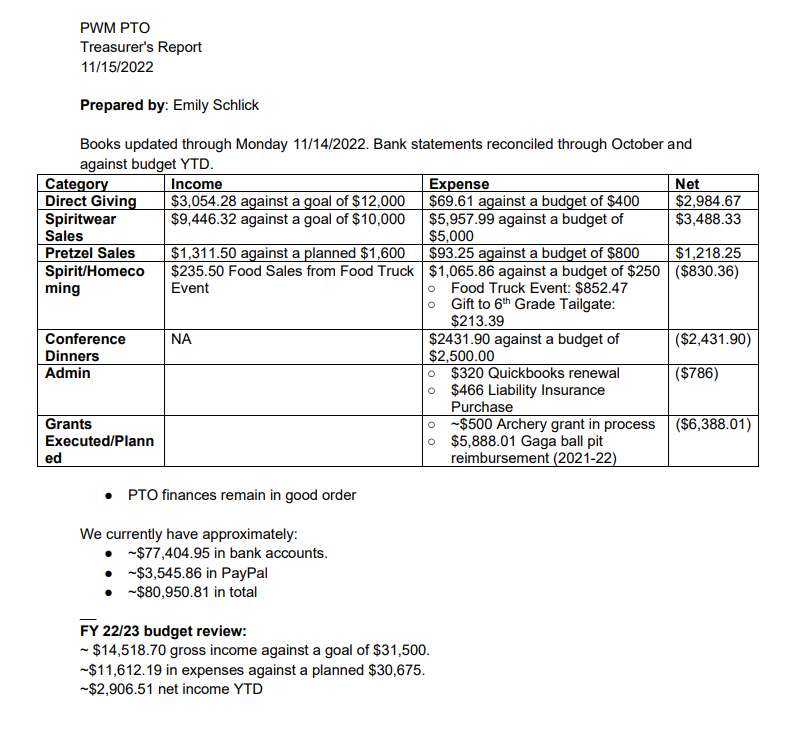 PWM PTO
Treasurer's Report
11/15/2022
Prepared by: Emily Schlick
Books updated through Monday 11/14/2022. Bank statements reconciled through October and
against budget YTD.
Category Income Expense Net
Direct Giving $3,054.28 against a goal of $12,000 $69.61 against a budget of $400 $2,984.67
Spiritwear $9,446.32 against a goal of $10,000 $5,957.99 against a budget of $3,488.33
Sales $5,000
Pretzel Sales $1,311.50 against a planned $1,600 $93.25 against a budget of $800 $1,218.25
Spirit/Homeco $235.50 Food Sales from Food Truck $1,065.86 against a budget of $250 ($830.36)
ming Event ○ Food Truck Event: $852.47
○ Gift to 6th Grade Tailgate:
$213.39
Conference NA $2431.90 against a budget of ($2,431.90)
Dinners $2,500.00
Admin ○ $320 Quickbooks renewal ($786)
○ $466 Liability Insurance
Purchase
Grants ○ ~$500 Archery grant in process ($6,388.01)
Executed/Plann ○ $5,888.01 Gaga ball pit
ed reimbursement (2021-22)
● PTO finances remain in good order
We currently have approximately:
● ~$77,404.95 in bank accounts.
● ~$3,545.86 in PayPal
● ~$80,950.81 in total
__
FY 22/23 budget review:
~ $14,518.70 gross income against a goal of $31,500.
~$11,612.19 in expenses against a planned $30,675.
~$2,906.51 net income YTD